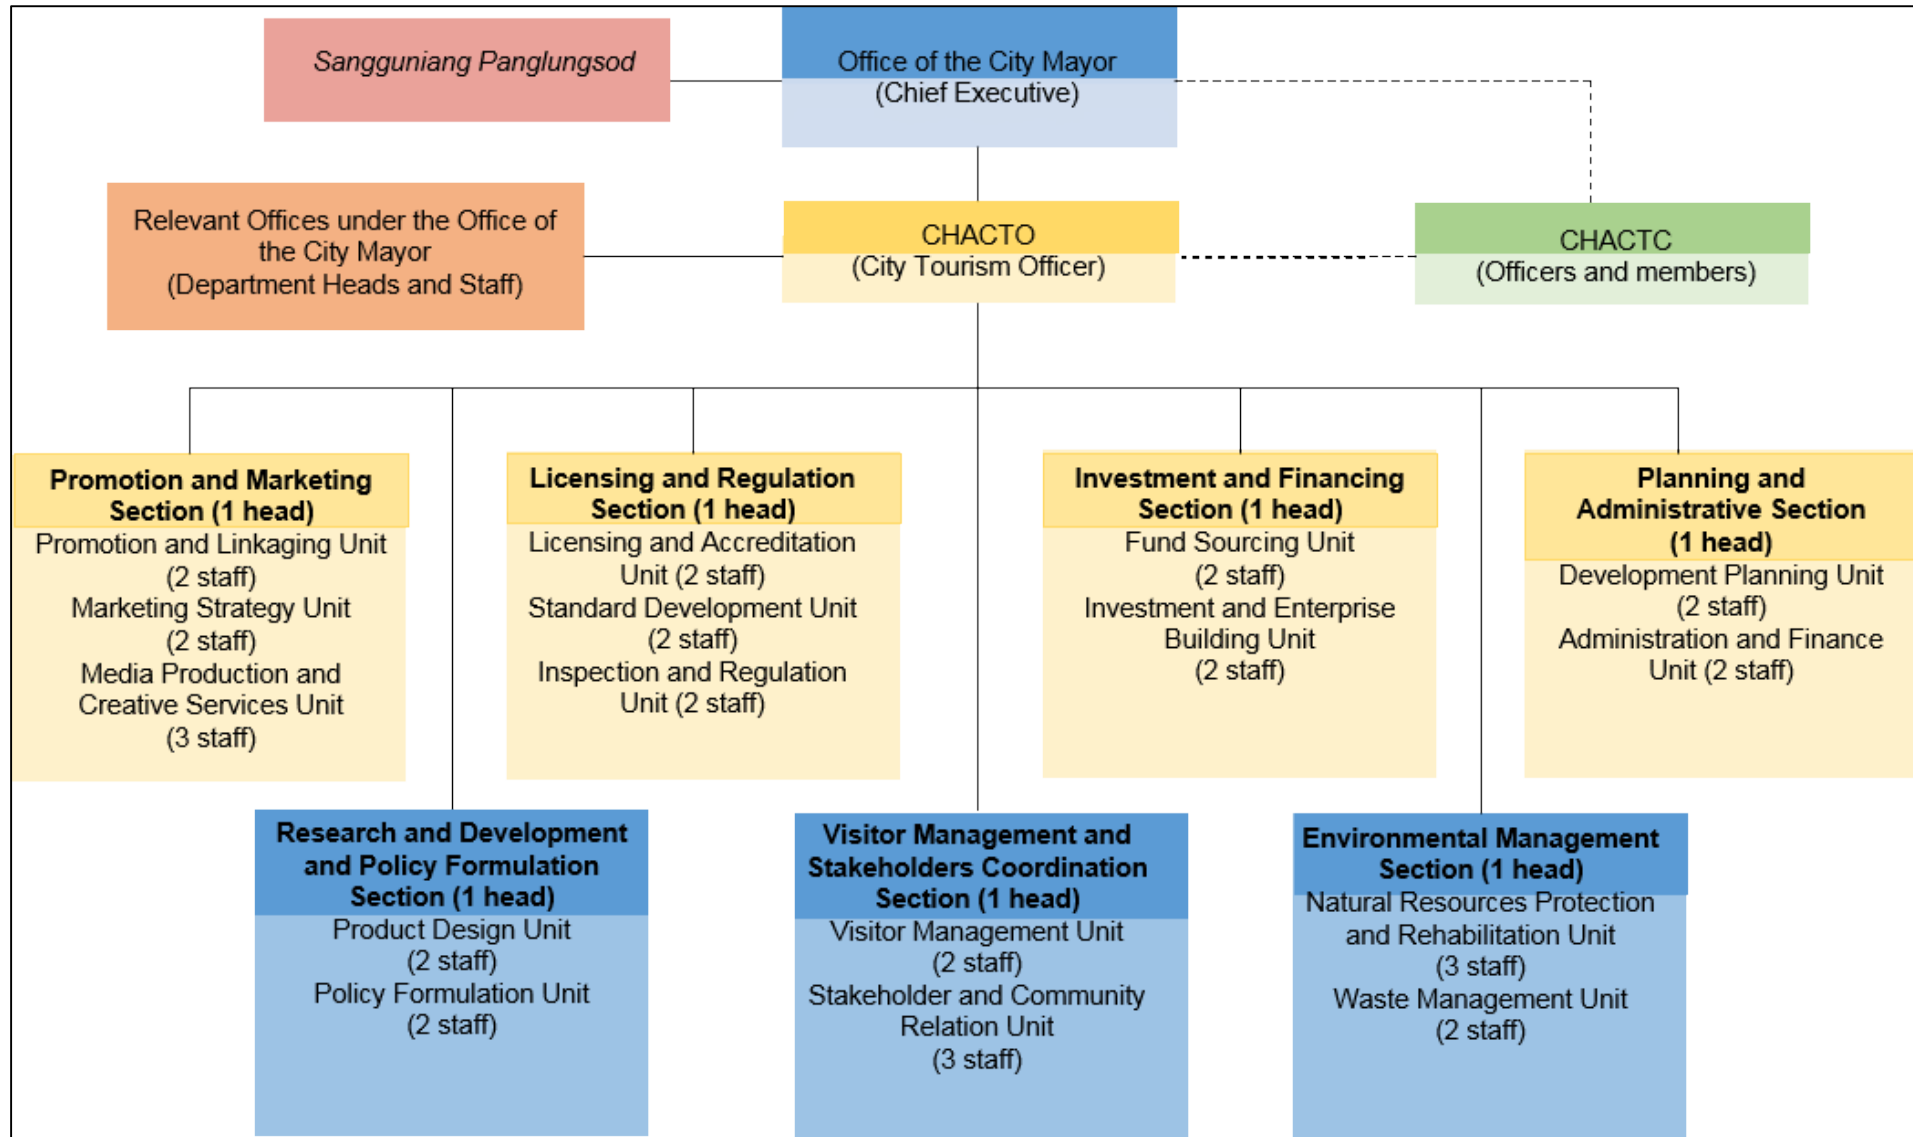 Sangguniang Panglungsod
Office of the City Mayor
(Chief Executive)
Relevant Offices under the Office of
the City Mayor
(Department Heads and Staff)
CHACTO
(City Tourism Officer)
CHACTC
(Officers and members)
Promotion and Marketing
Section (1 head)
Promotion and Linkaging Unit
(2 staff)
Marketing Strategy Unit
(2 staff)
Media Production and
Creative Services Unit
(3 staff)
Licensing and Regulation
Section (1 head)
Licensing and Accreditation
Unit (2 staff)
Standard Development Unit
(2 staff)
Inspection and Regulation
Unit (2 staff)
Investment and Financing
Section (1 head)
Fund Sourcing Unit
(2 staff)
Investment and Enterprise
Building Unit
(2 staff)
Planning and
Administrative Section
(1 head)
Development Planning Unit
(2 staff)
Administration and Finance
Unit (2 staff)
Research and Development
and Policy Formulation
Section (1 head)
Product Design Unit
(2 staff)
Policy Formulation Unit
(2 staff)
Visitor Management and
Stakeholders Coordination
Section (1 head)
Visitor Management Unit
(2 staff)
Stakeholder and Community
Relation Unit
(3 staff)
Environmental Management
Section (1 head)
Natural Resources Protection
and Rehabilitation Unit
(3 staff)
Waste Management Unit
(2 staff)